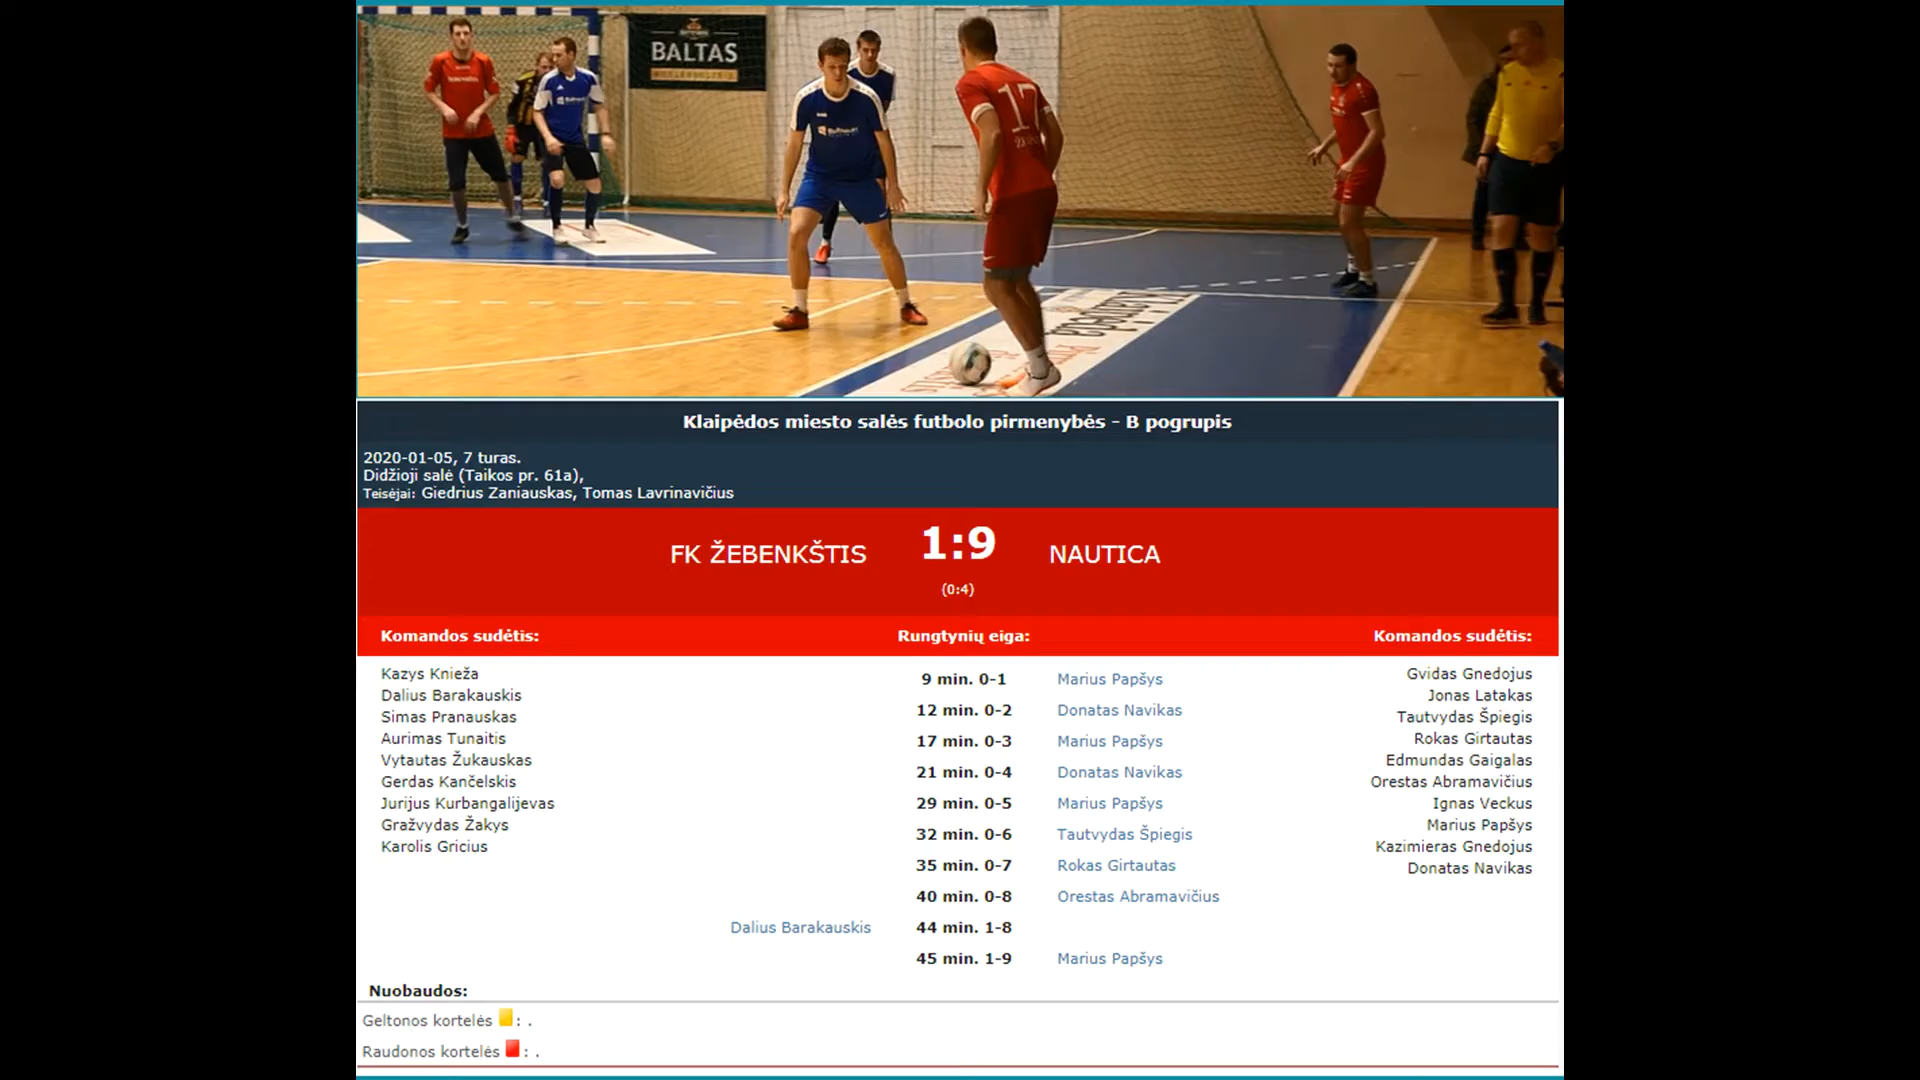 BALTAS
17
Klaipėdos miesto salės futbolo pirmenybės - B pogrupis
2020-01-05, 7 turas.
Didžioji salė (Taikos pr. 61a),
Teisėjai: Giedrius Zaniauskas, Tomas Lavrinavičius
FK ŽEBENKŠTIS 1:9 NAUTICA
(0:4)
Komandos sudėtis: Rungtynių eiga: Komandos sudėtis:
Kazys Knieža
Dalius Barakauskis
Simas Pranauskas
Aurimas Tunaitis
Vytautas Žukauskas
Gerdas Kančelskis
Jurijus Kurbangalijevas
Gražvydas Žakys
Karolis Gricius
9 min. 0-1 Marius Papšys
12 min. 0-2 Donatas Navikas
17 min. 0-3 Marius Papšys
21 min. 0-4 Donatas Navikas
29 min. 0-5 Marius Papšys
32 min. 0-6 Tautvydas Špiegis
35 min. 0-7 Rokas Girtautas
40 min. 0-8 Orestas Abramavičius
Dalius Barakauskis 44 min. 1-8
45 min. 1-9 Marius Papšys
Gvidas Gnedojus
Jonas Latakas
Tautvydas Špiegis
Rokas Girtautas
Edmundas Gaigalas
Orestas Abramavičius
Ignas Veckus
Marius Papšys
Kazimieras Gnedojus
Donatas Navikas
Nuobaudos:
Geltonos kortelės : .
Raudonos kortelės : .